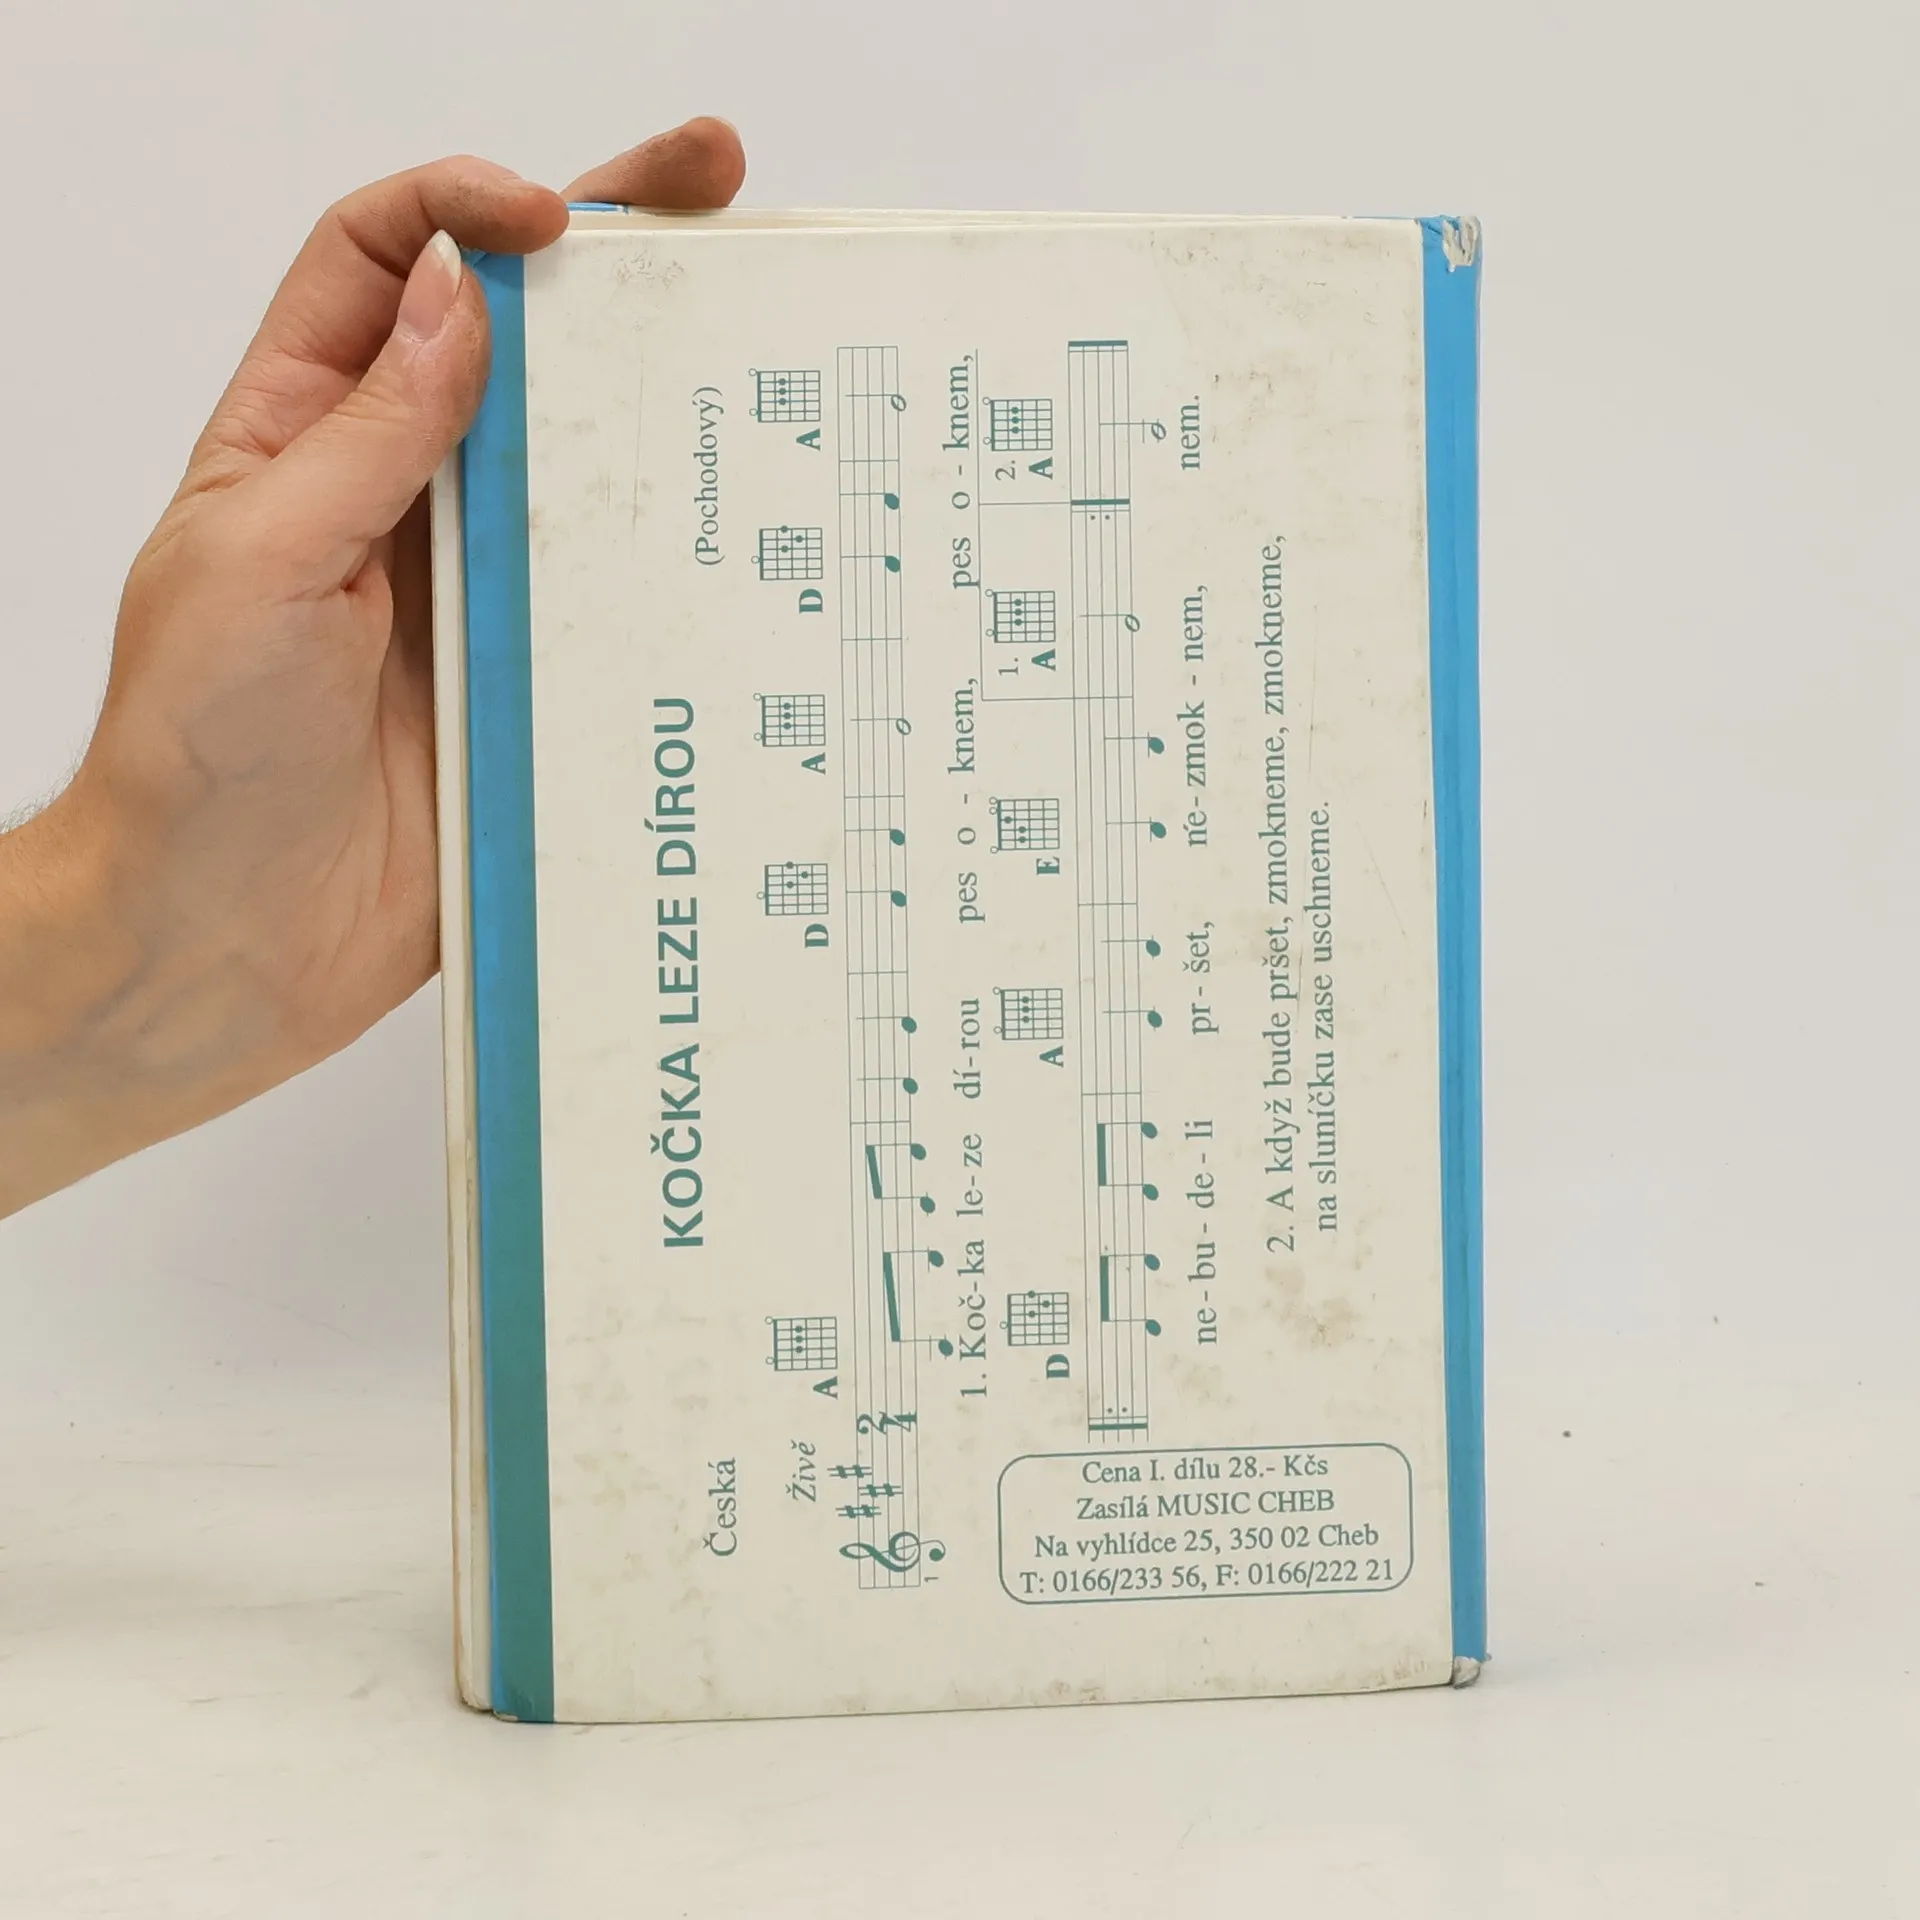 KOČKA LEZE DÍROU
Česká
(Pochodový)
Živě
A D A D A
2
4
1
1. Koč-ka le-ze dí-rou pes o - knem, pes o - knem,
1. 2.
D A E A A
ne-bu-de-li pr-šet, ne-zmok-nem, nem.
2. A když bude pršet, zmokneme, zmokneme,
na sluníčku zase uschneme.
Cena I. dílu 28.- Kčs
Zasílá MUSIC CHEB
Na vyhlídce 25, 350 02 Cheb
T: 0166/233 56, F: 0166/222 21